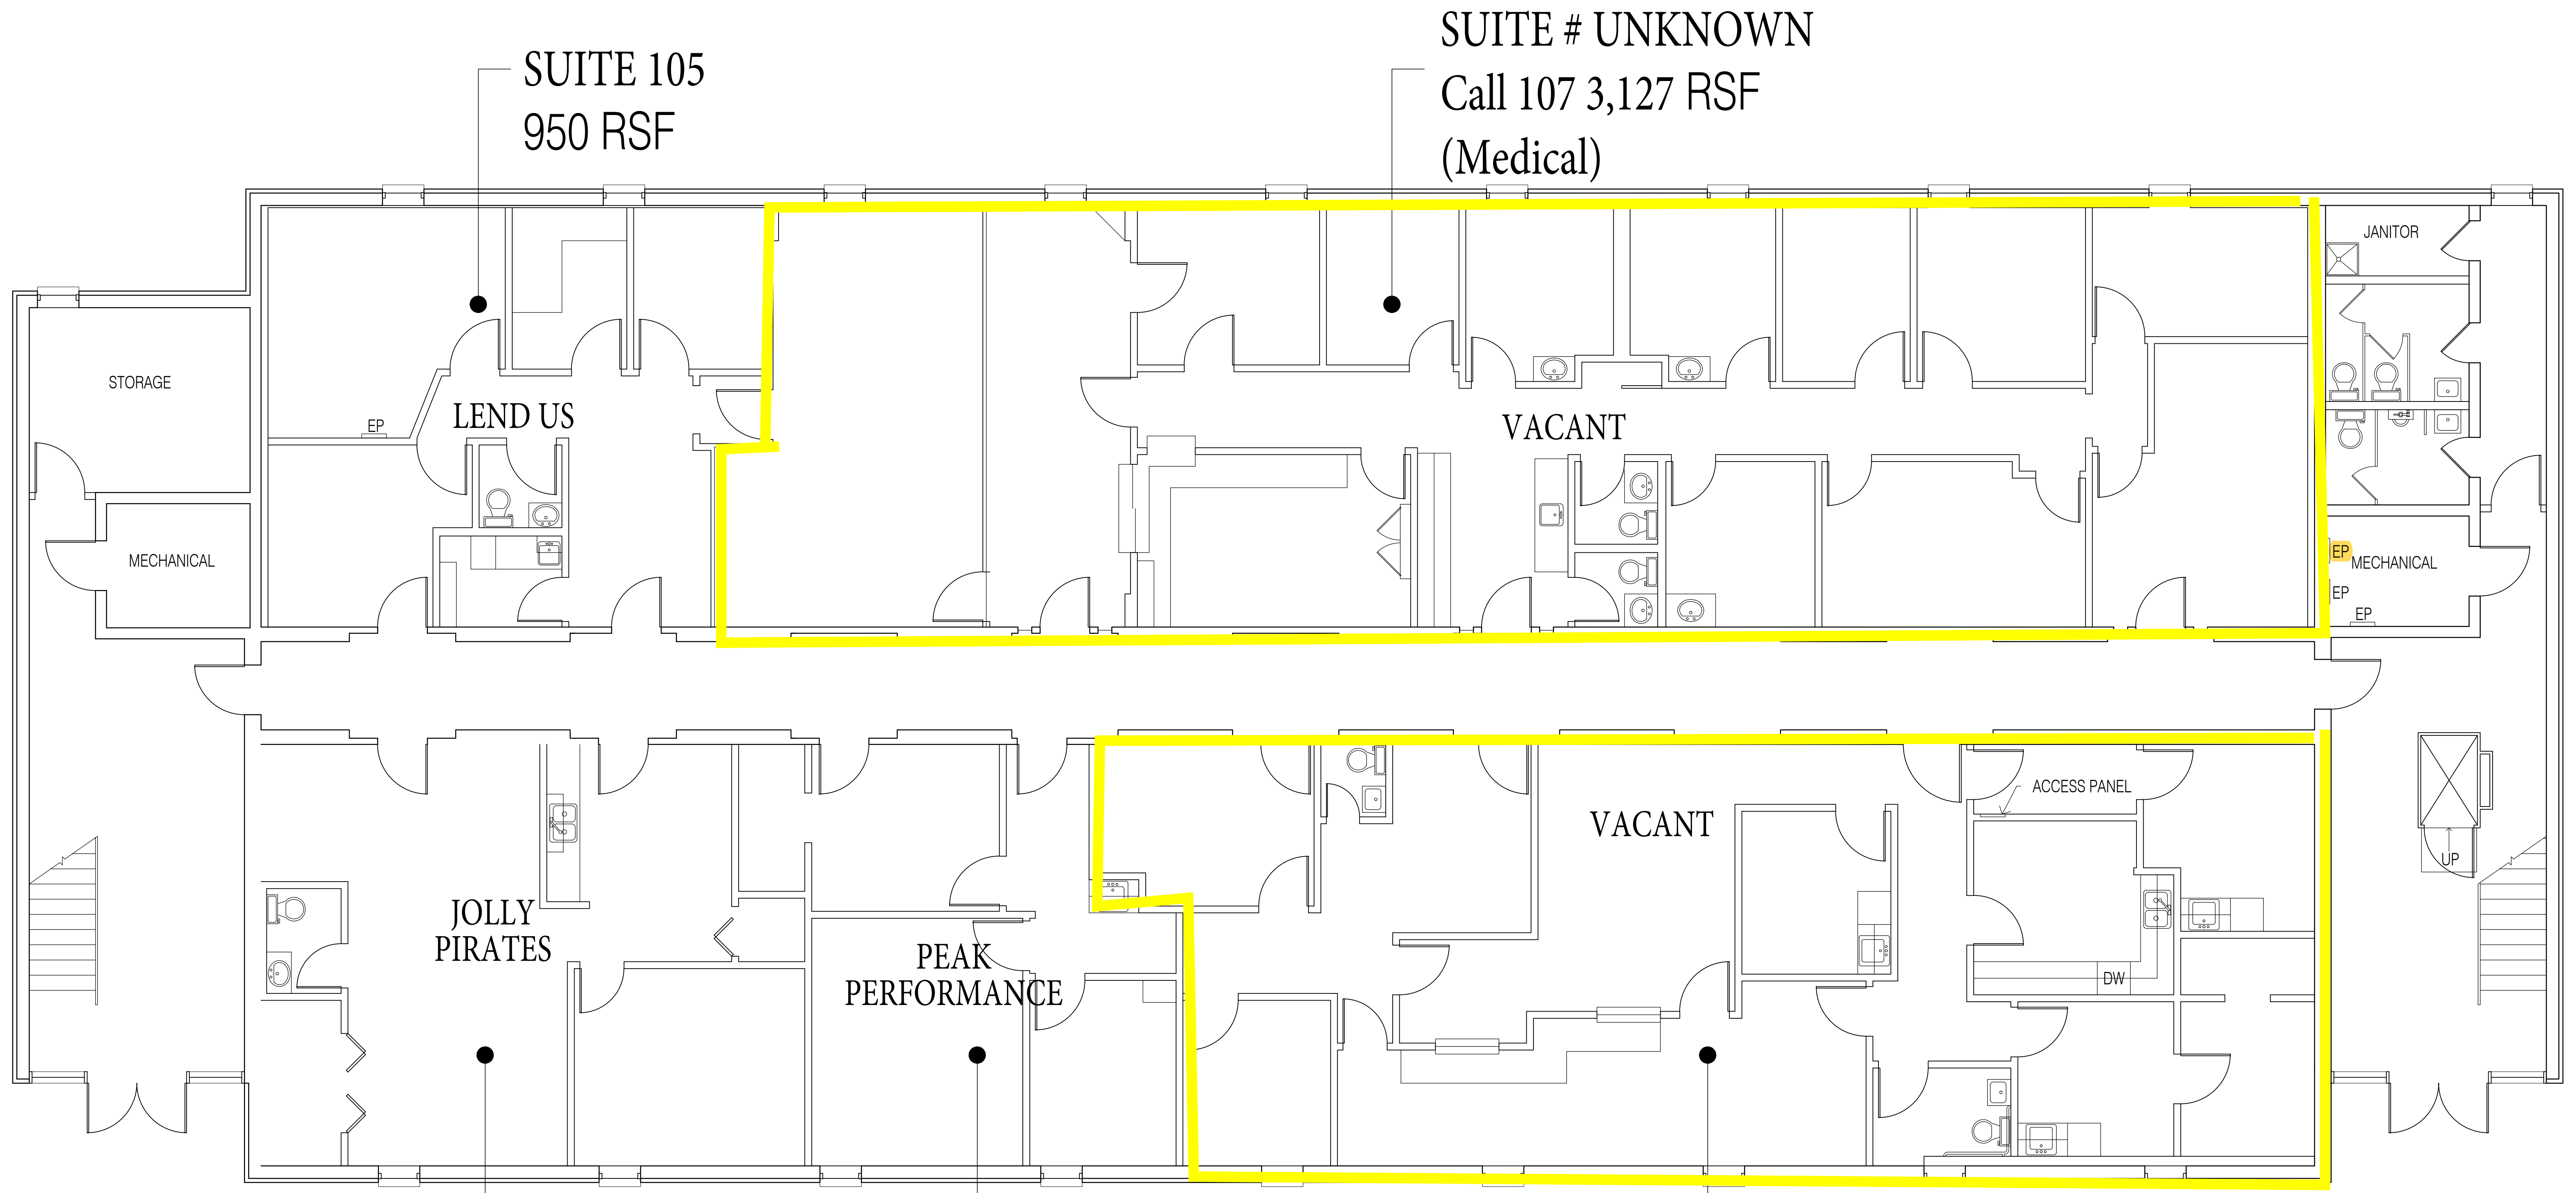 SUITE # UNKNOWN
Call 107 3,127 RSF
(Medical)
SUITE 105
950 RSF
JANITOR
STORAGE
LEND US
EP
VACANT
MECHANICAL
EP
MECHANICAL
EP
EP
ACCESS PANEL
VACANT
UP
JOLLY
PIRATES
PEAK
PERFORMANCE
DW